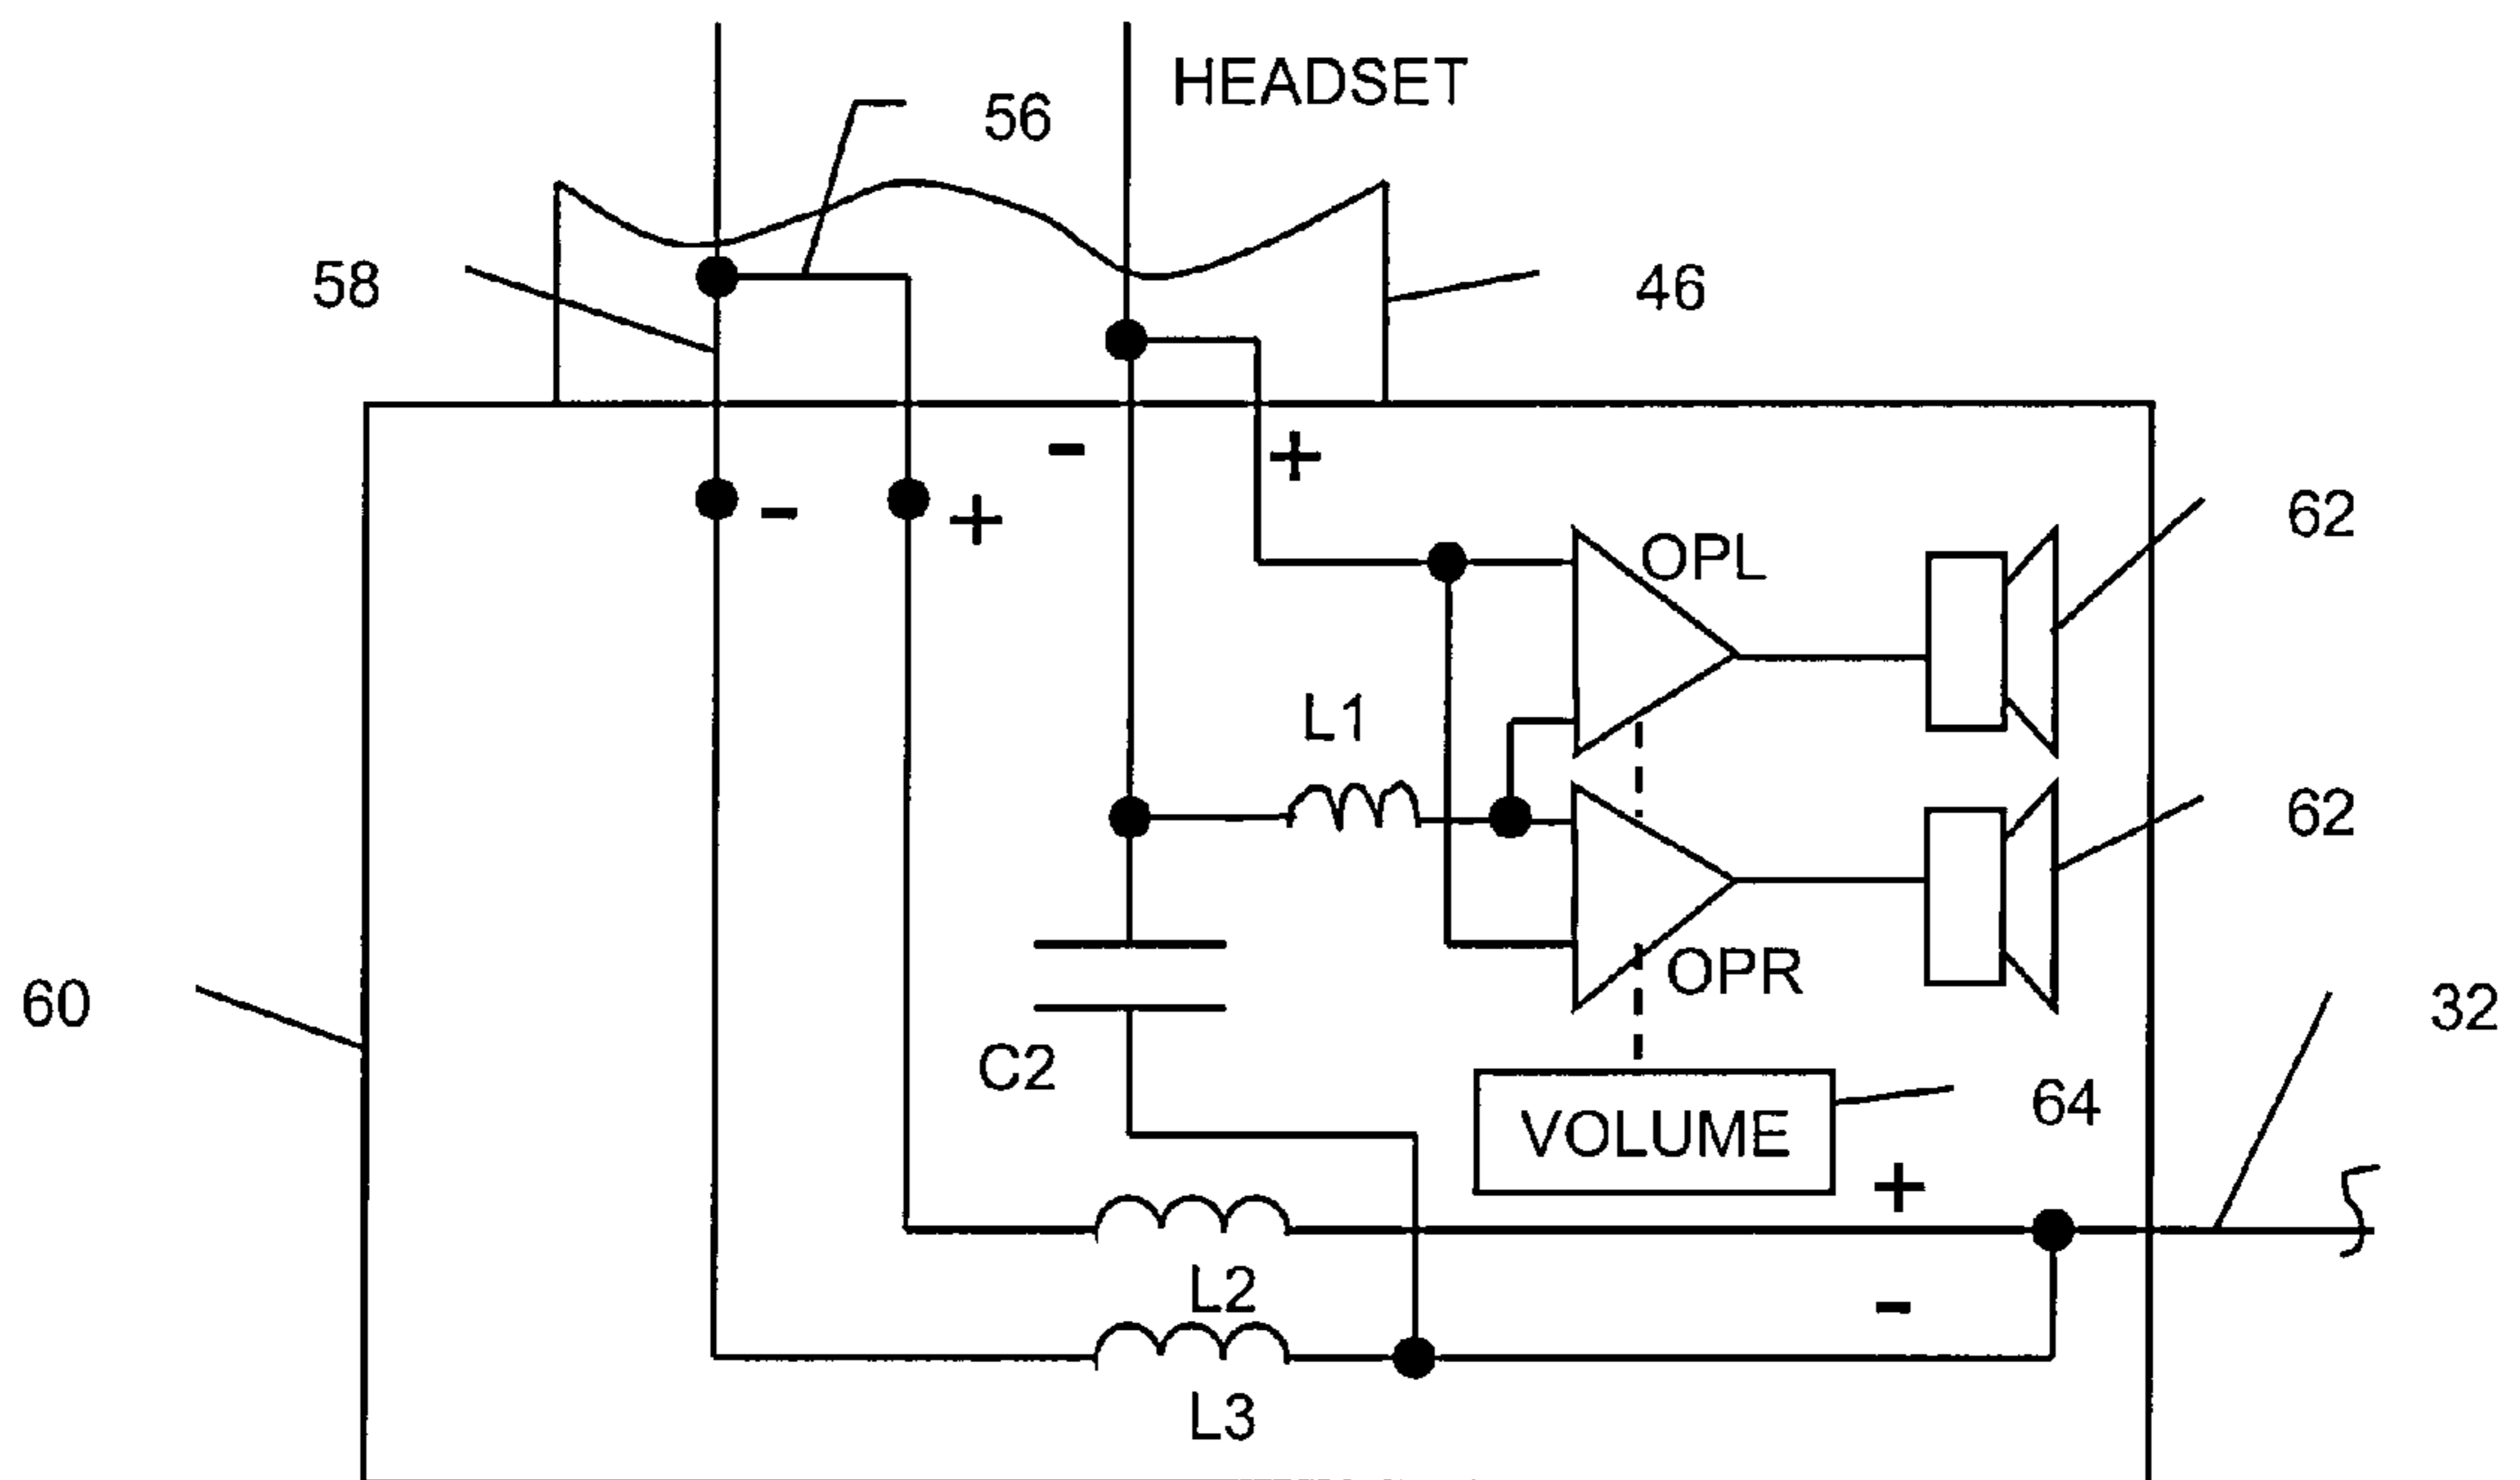 HEADSET
56
58
46
-
+
-
+
62
OPL
L1
62
60
OPR
32
C2
64
VOLUME
+
L2
-
L3